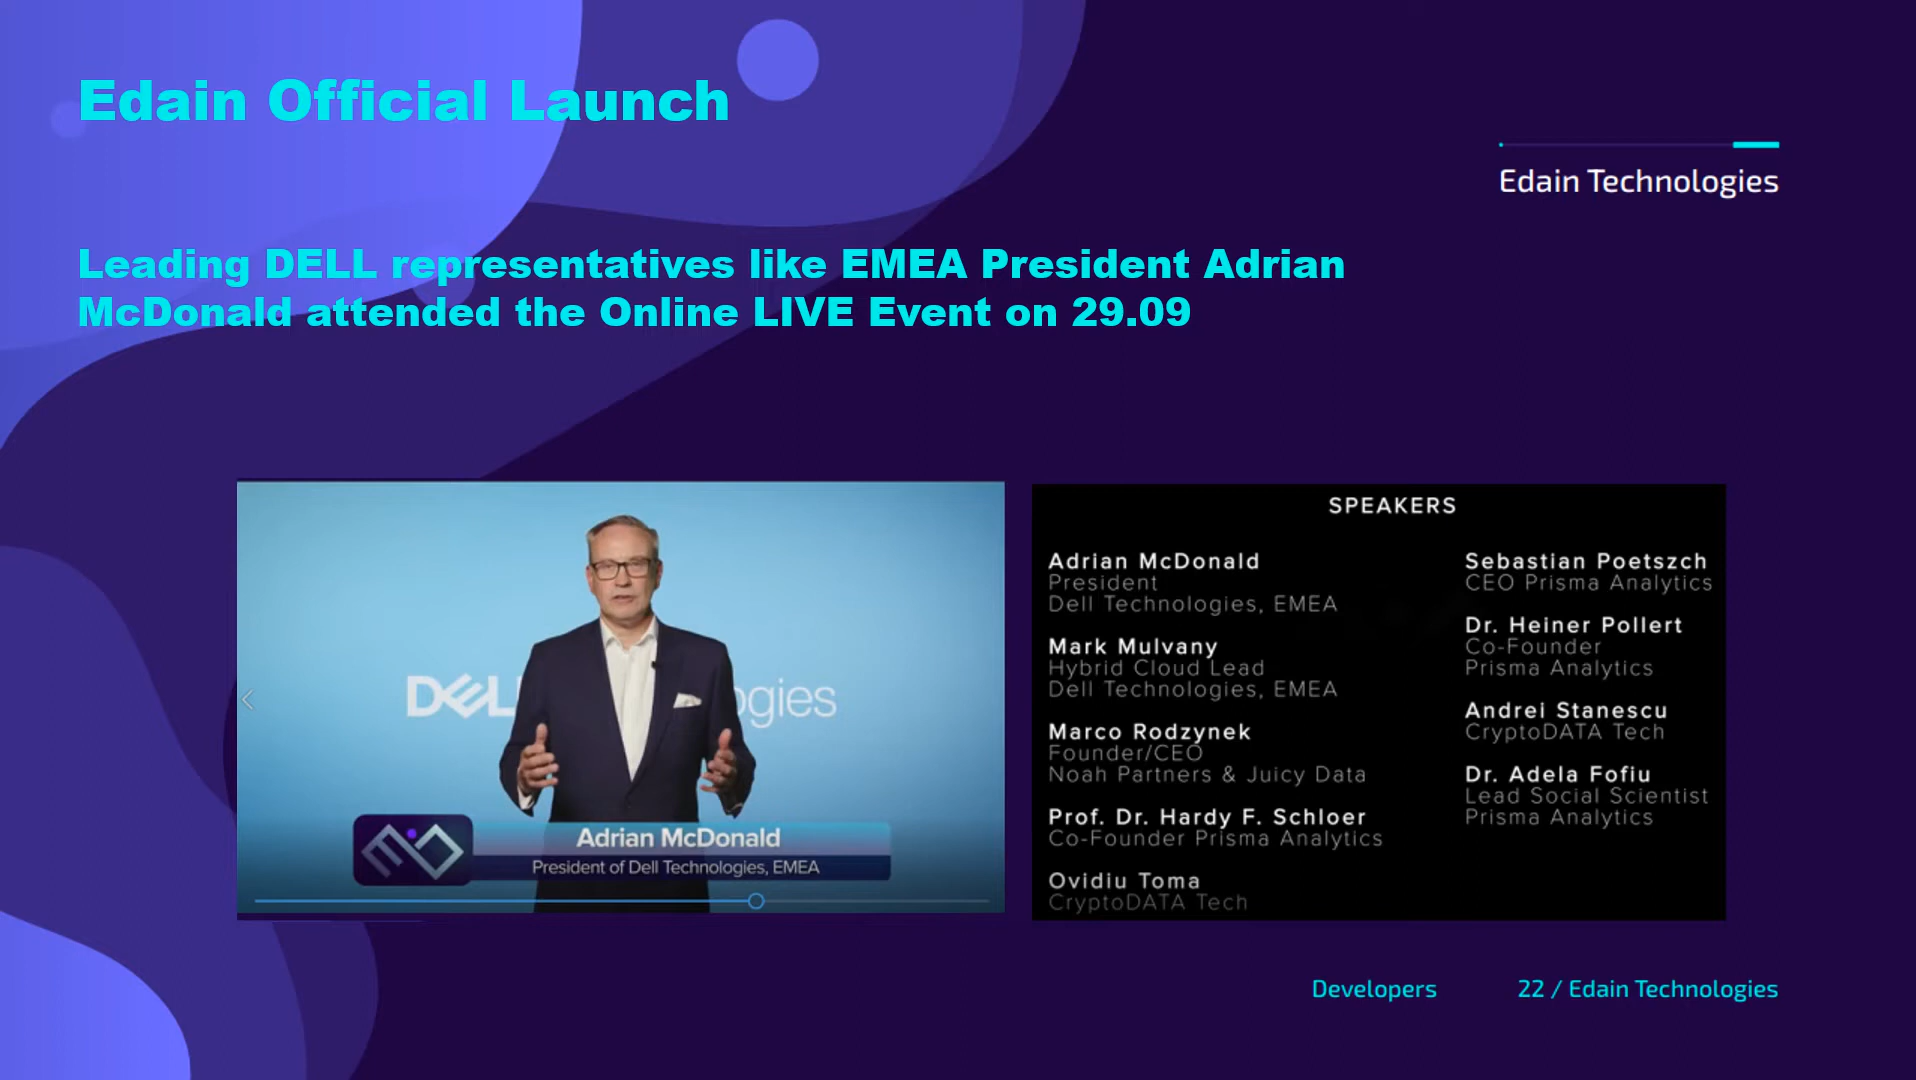 Edain Official Launch
Edain Technologies
Leading DELL representatives like EMEA President Adrian
McDonald attended the Online LIVE Event on 29.09
DELL
ogies
Adrian McDonald
President of Dell Technologies, EMEA
SPEAKERS
Adrian McDonald
President
Dell Technologies, EMEA
Mark Mulvany
Hybrid Cloud Lead
Dell Technologies, EMEA
Marco Rodzynek
Founder/CEO
Noah Partners & Juicy Data
Prof. Dr. Hardy F. Schloer
Co-Founder Prisma Analytics
Ovidiu Toma
CryptoDATA Tech
Sebastian Poetszch
CEO Prisma Analytics
Dr. Heiner Pollert
Co-Founder
Prisma Analytics
Andrei Stanescu
CryptoDATA Tech
Dr. Adela Fofiu
Lead Social Scientist
Prisma Analytics
Developers
22 / Edain Technologies